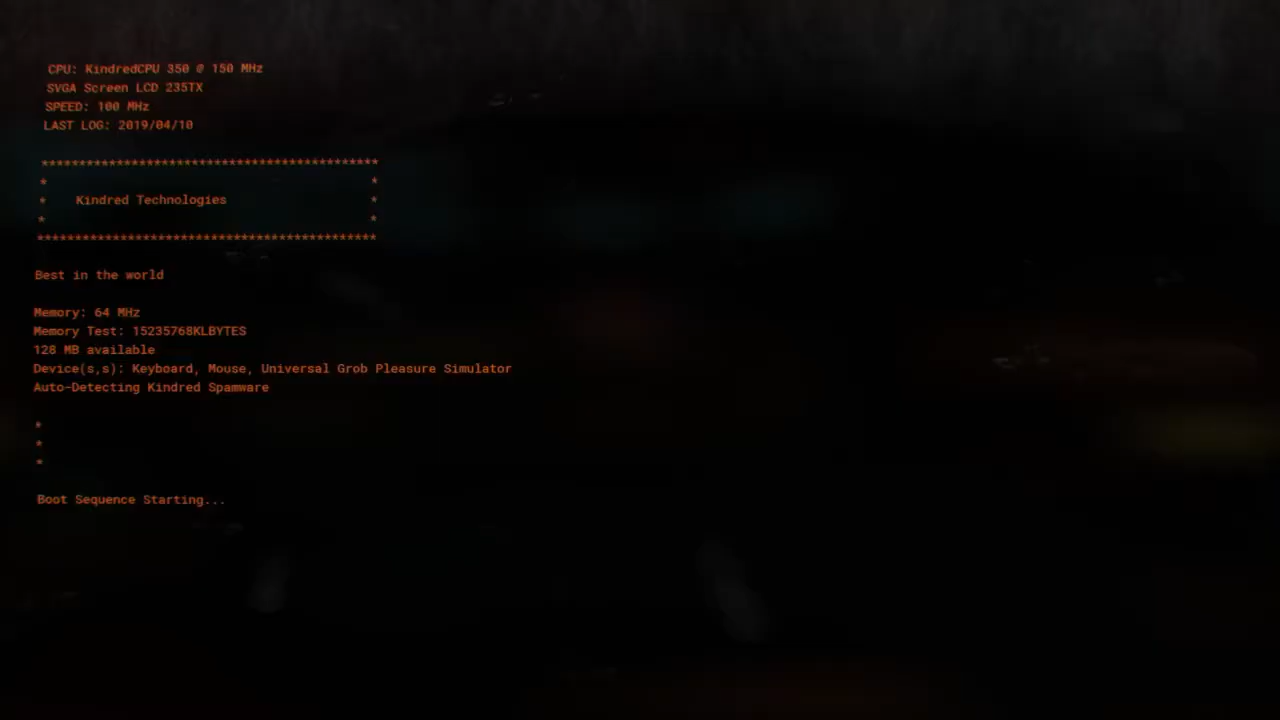 CPU: KindredCPU 350 @ 150 MHz
SVGA Screen LCD 235TX
SPEED: 100 MHz
LAST LOG: 2019/04/10
*********************************************
* *
* Kindred Technologies *
* *
*********************************************
Best in the world
Memory: 64 MHz
Memory Test: 15235768KLBYTES
128 MB available
Device(s,s): Keyboard, Mouse, Universal Grob Pleasure Simulator
Auto-Detecting Kindred Spamware
*
*
*
Boot Sequence Starting...